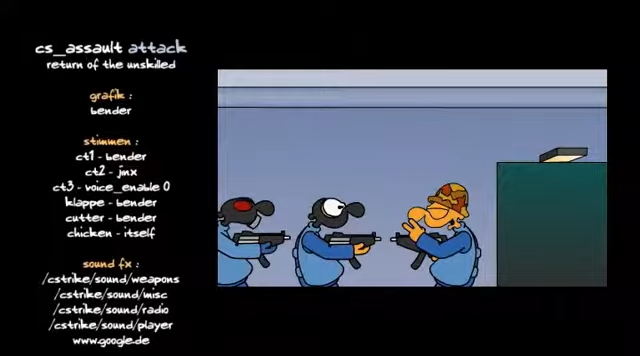 cs_assault attack
return of the unskilled
grafik :
bender
stimmen :
ct1 - bender
ct2 - jnx
ct3 - voice_enable 0
klappe - bender
cutter - bender
chicken - itself
sound fx :
/cstrike/sound/weapons
/cstrike/sound/misc
/cstrike/sound/radio
/cstrike/sound/player
www.google.de